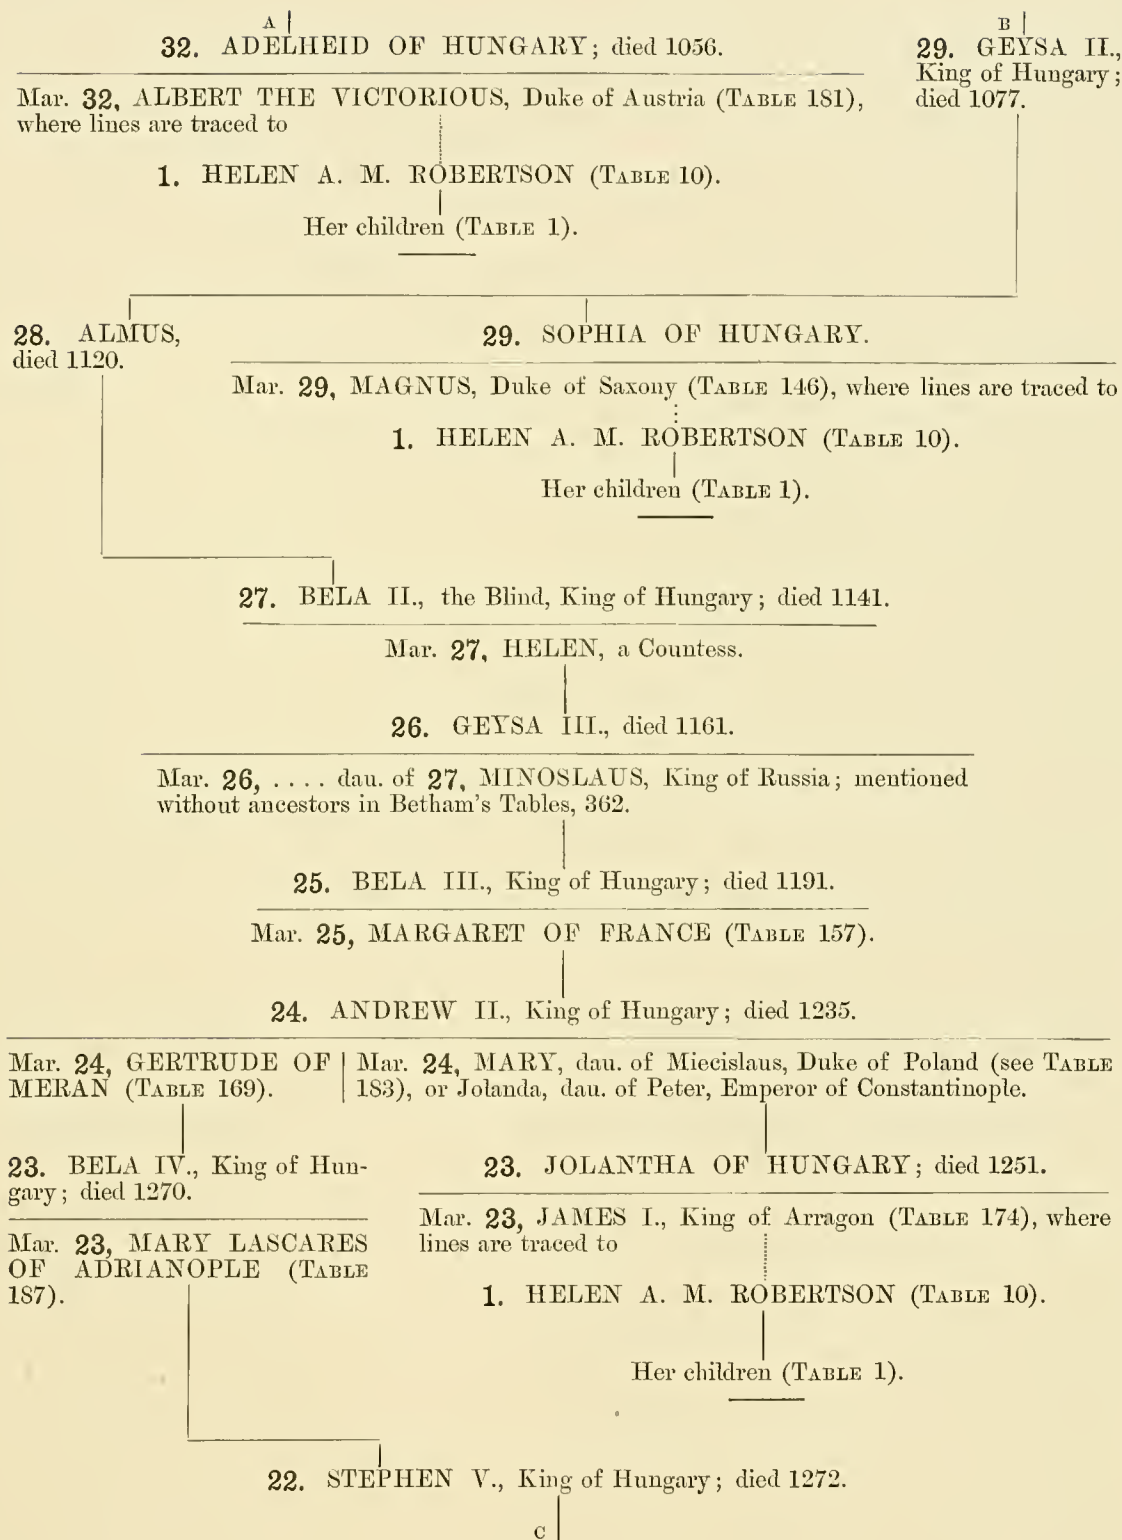 A
32. ADELHEID OF HUNGARY; died 1056.
Mar. 32, ALBERT THE VICTORIOUS, Duke of Austria (TABLE 181),
where lines are traced to
1. HELEN A. M. ROBERTSON (TABLE 10).
Her children (TABLE 1).
B
29. GEYSA II.,
King of Hungary;
died 1077.
28. ALMUS,
died 1120.
29. SOPHIA OF HUNGARY.
Mar. 29, MAGNUS, Duke of Saxony (TABLE 146), where lines are traced to
1. HELEN A. M. ROBERTSON (TABLE 10).
Her children (TABLE 1).
27. BELA II., the Blind, King of Hungary; died 1141.
Mar. 27, HELEN, a Countess.
26. GEYSA III., died 1161.
Mar. 26, .... dau. of 27, MINOSLAUS, King of Russia; mentioned
without ancestors in Betham's Tables, 362.
25. BELA III., King of Hungary; died 1191.
Mar. 25, MARGARET OF FRANCE (TABLE 157).
24. ANDREW II., King of Hungary; died 1235.
Mar. 24, GERTRUDE OF
MERAN (TABLE 169).
Mar. 24, MARY, dau. of Miecislaus, Duke of Poland (see TABLE
183), or Jolanda, dau. of Peter, Emperor of Constantinople.
23. BELA IV., King of Hun-
gary; died 1270.
Mar. 23, MARY LASCARES
OF ADRIANOPLE (TABLE
187).
23. JOLANTHA OF HUNGARY; died 1251.
Mar. 23, JAMES I., King of Arragon (TABLE 174), where
lines are traced to
1. HELEN A. M. ROBERTSON (TABLE 10).
Her children (TABLE 1).
22. STEPHEN V., King of Hungary; died 1272.
C